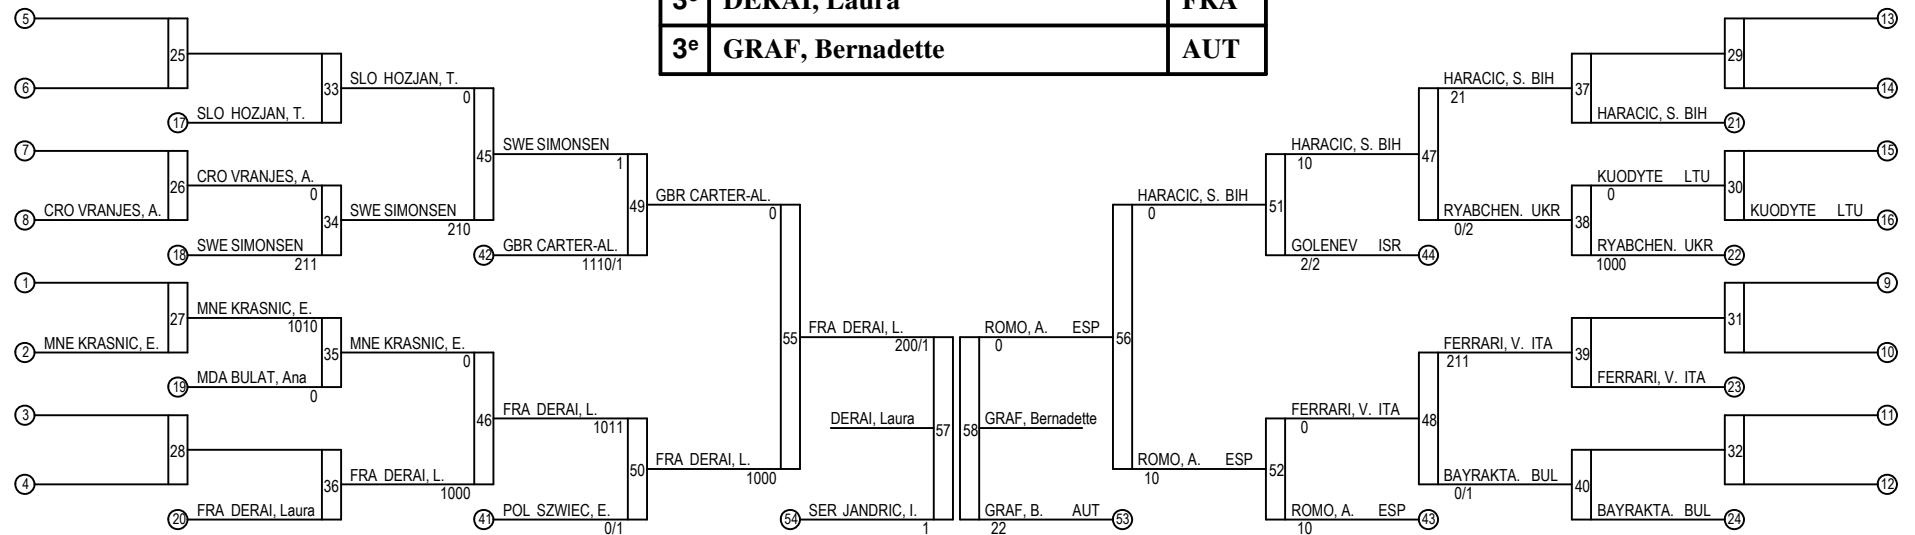 3e DERAI, Laura FRA
3e GRAF, Bernadette AUT
5
25
6
33
SLO HOZJAN, T.
0
17 SLO HOZJAN, T.
7
45
SWE SIMONSEN
1
26
CRO VRANJES, A.
0
8 CRO VRANJES, A.
34
SWE SIMONSEN
210
18 SWE SIMONSEN
211
49
GBR CARTER-AL.
0
42 GBR CARTER-AL.
1110/1
1
27
MNE KRASNIC, E.
1010
2 MNE KRASNIC, E.
35
MNE KRASNIC, E.
0
19 MDA BULAT, Ana
0
55
FRA DERAI, L.
200/1
3
28
4
46
FRA DERAI, L.
1011
36
FRA DERAI, L.
1000
20 FRA DERAI, Laura
50
FRA DERAI, L.
1000
41 POL SZWIEC, E.
0/1
DERAI, Laura
57
54 SER JANDRIC, I.
1
58
GRAF, Bernadette
ROMO, A. ESP
0
GRAF, B. AUT 53
22
56
HARACIC, S. BIH
0
51
HARACIC, S. BIH
10
GOLENEV ISR 44
2/2
47
HARACIC, S. BIH
21
37
HARACIC, S. BIH 21
29
13
14
RYABCHEN. UKR
0/2
38
KUODYTE LTU
0
30
15
KUODYTE LTU 16
RYABCHEN. UKR 22
1000
ROMO, A. ESP
10
52
FERRARI, V. ITA
0
ROMO, A. ESP 43
10
48
FERRARI, V. ITA
211
39
31
9
10
FERRARI, V. ITA 23
BAYRAKTA. BUL
0/1
40
32
11
12
BAYRAKTA. BUL 24